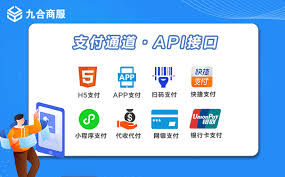 九合商服
支付通道·API接口
5 APP 快捷支付
H5支付 APP支付 扫码支付 快捷支付
UnionPay 银联
小程序支付 代收代付 网银支付 银行卡支付